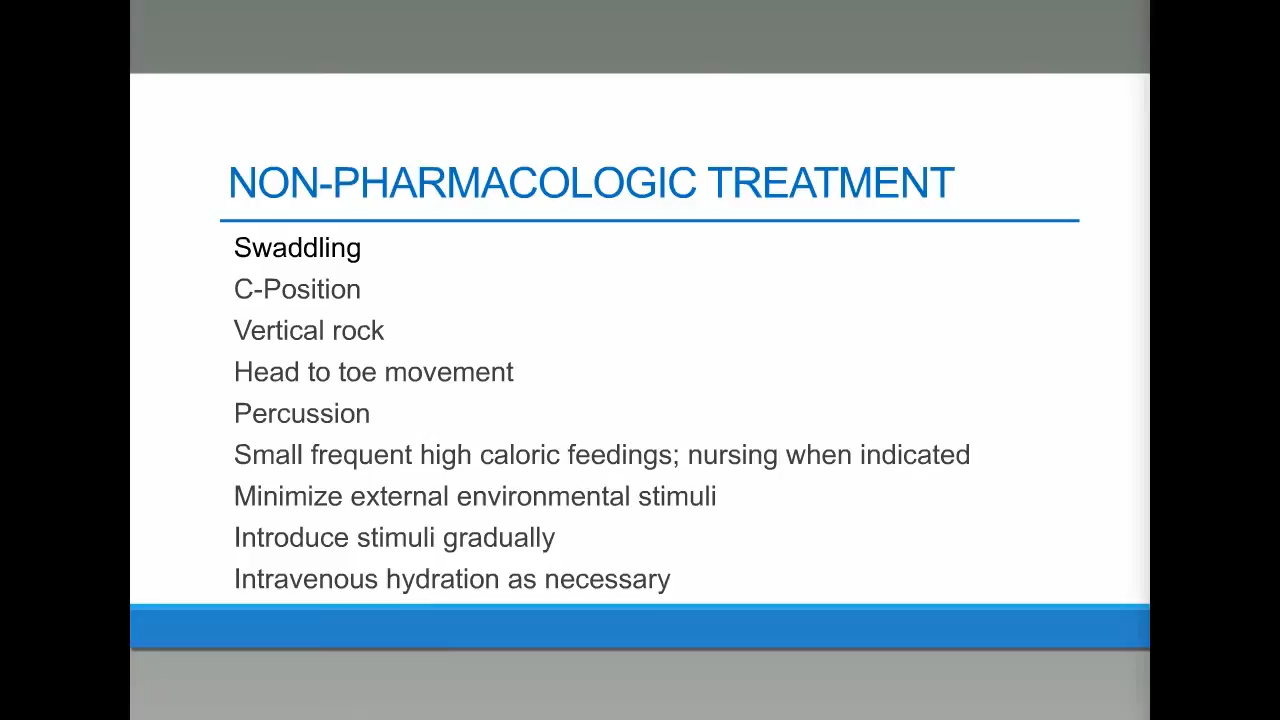 NON-PHARMACOLOGIC TREATMENT
Swaddling
C-Position
Vertical rock
Head to toe movement
Percussion
Small frequent high caloric feedings; nursing when indicated
Minimize external environmental stimuli
Introduce stimuli gradually
Intravenous hydration as necessary